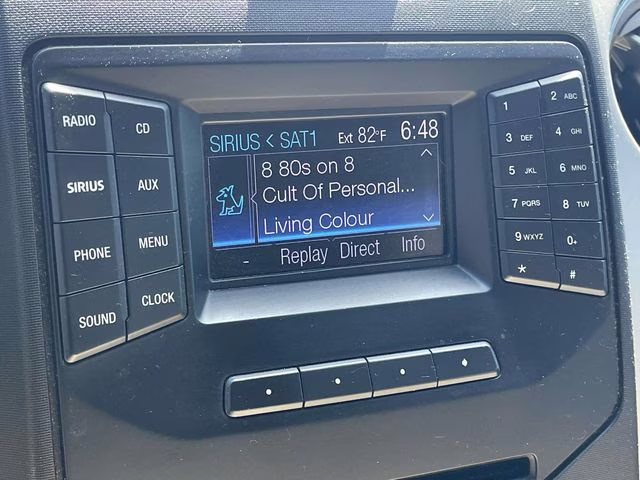 RADIO
CD
SIRIUS
AUX
PHONE
MENU
SOUND
CLOCK
SIRIUS < SAT1 Ext 82°F 6:48
8 80s on 8
Cult Of Personal...
Living Colour
- Replay Direct Info
1
2 ABC
3 DEF
4 GHI
5 JKL
6 MNO
7 PQRS
8 TUV
9 WXYZ
0+
*
#